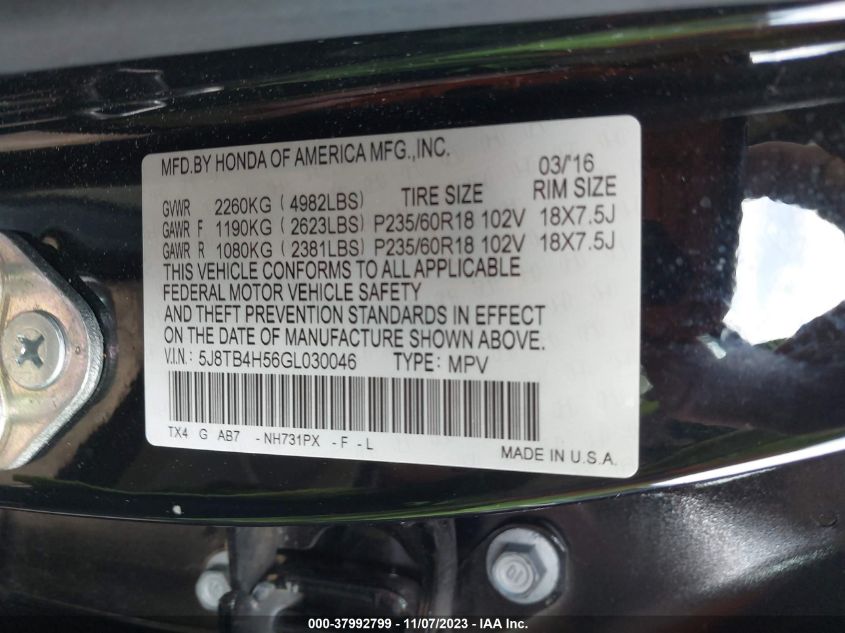 MFD.BY HONDA OF AMERICA MFG.,INC. 03/'16
TIRE SIZE RIM SIZE
GVWR 2260KG ( 4982LBS)
GAWR F 1190KG ( 2623LBS) P235/60R18 102V 18X7.5J
GAWR R 1080KG ( 2381LBS) P235/60R18 102V 18X7.5J
THIS VEHICLE CONFORMS TO ALL APPLICABLE
FEDERAL MOTOR VEHICLE SAFETY
AND THEFT PREVENTION STANDARDS IN EFFECT
ON THE DATE OF MANUFACTURE SHOWN ABOVE.
V.I.N: 5J8TB4H56GL030046 TYPE: MPV
TX4 G AB7 -NH731PX -F -L
MADE IN U.S.A.
000-37992799 - 11/07/2023 - IAA Inc.